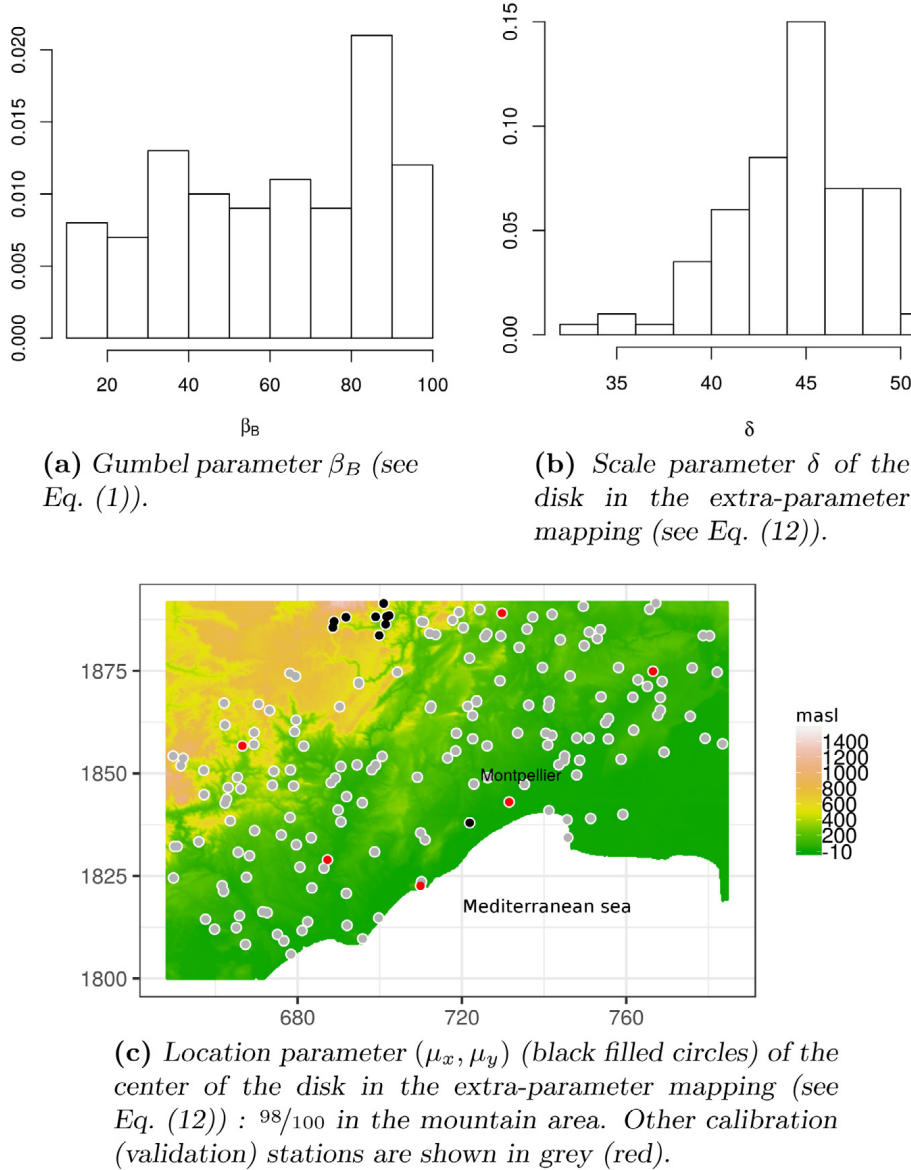 0.020
0.015
0.010
0.005
0.000
20 40 60 80 100
β_B
0.15
0.10
0.05
0.00
35 40 45 50
δ
(a) Gumbel parameter β_B (see
Eq. (1)).
(b) Scale parameter δ of the
disk in the extra-parameter
mapping (see Eq. (12)).
1875
1850
1825
1800
680 720 760
Montpellier
Mediterranean sea
masl
1400
1200
1000
800
600
400
200
-10
(c) Location parameter (μ_x, μ_y) (black filled circles) of the
center of the disk in the extra-parameter mapping (see
Eq. (12)) : 98/100 in the mountain area. Other calibration
(validation) stations are shown in grey (red).